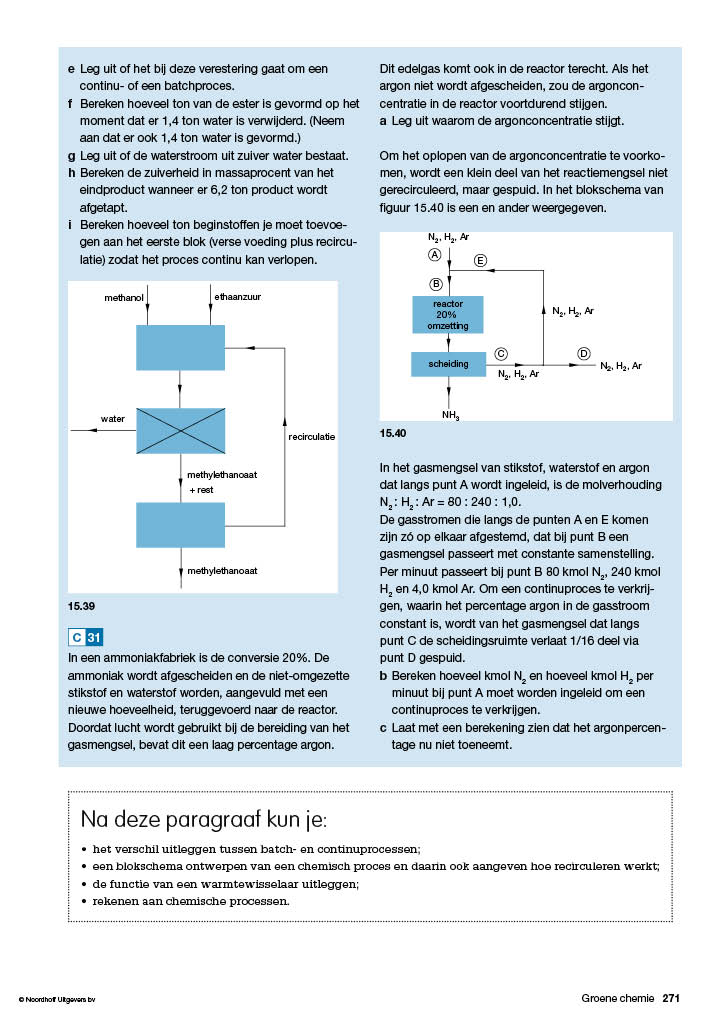 e Leg uit of het bij deze verestering gaat om een
continu- of een batchproces.
f Bereken hoeveel ton van de ester is gevormd op het
moment dat er 1,4 ton water is verwijderd. (Neem
aan dat er ook 1,4 ton water is gevormd.)
g Leg uit of de waterstroom uit zuiver water bestaat.
h Bereken de zuiverheid in massaprocent van het
eindproduct wanneer er 6,2 ton product wordt
afgetapt.
i Bereken hoeveel ton beginstoffen je moet toevoe-
gen aan het eerste blok (verse voeding plus recircu-
latie) zodat het proces continu kan verlopen.
methanol
ethaanzuur
water
recirculatie
methylethanoaat
+ rest
methylethanoaat
15.39
C 31
In een ammoniakfabriek is de conversie 20%. De
ammoniak wordt afgescheiden en de niet-omgezette
stikstof en waterstof worden, aangevuld met een
nieuwe hoeveelheid, teruggevoerd naar de reactor.
Doordat lucht wordt gebruikt bij de bereiding van het
gasmengsel, bevat dit een laag percentage argon.
Dit edelgas komt ook in de reactor terecht. Als het
argon niet wordt afgescheiden, zou de argoncon-
centratie in de reactor voortdurend stijgen.
a Leg uit waarom de argonconcentratie stijgt.
Om het oplopen van de argonconcentratie te voorko-
men, wordt een klein deel van het reactiemengsel niet
gerecirculeerd, maar gespuid. In het blokschema van
figuur 15.40 is een en ander weergegeven.
N₂, H₂, Ar
A
E
B
reactor
20%
omzetting
N₂, H₂, Ar
scheiding
C
D
N₂, H₂, Ar
N₂, H₂, Ar
NH₃
15.40
In het gasmengsel van stikstof, waterstof en argon
dat langs punt A wordt ingeleid, is de molverhouding
N₂ : H₂ : Ar = 80 : 240 : 1,0.
De gasstromen die langs de punten A en E komen
zijn zó op elkaar afgestemd, dat bij punt B een
gasmengsel passeert met constante samenstelling.
Per minuut passeert bij punt B 80 kmol N₂, 240 kmol
H₂ en 4,0 kmol Ar. Om een continuproces te verkrij-
gen, waarin het percentage argon in de gasstroom
constant is, wordt van het gasmengsel dat langs
punt C de scheidingsruimte verlaat 1/16 deel via
punt D gespuid.
b Bereken hoeveel kmol N₂ en hoeveel kmol H₂ per
minuut bij punt A moet worden ingeleid om een
continuproces te verkrijgen.
c Laat met een berekening zien dat het argonpercen-
tage nu niet toeneemt.
Na deze paragraaf kun je:
• het verschil uitleggen tussen batch- en continuprocessen;
• een blokschema ontwerpen van een chemisch proces en daarin ook aangeven hoe recirculeren werkt;
• de functie van een warmtewisselaar uitleggen;
• rekenen aan chemische processen.
© Noordhoff Uitgevers bv
Groene chemie 271